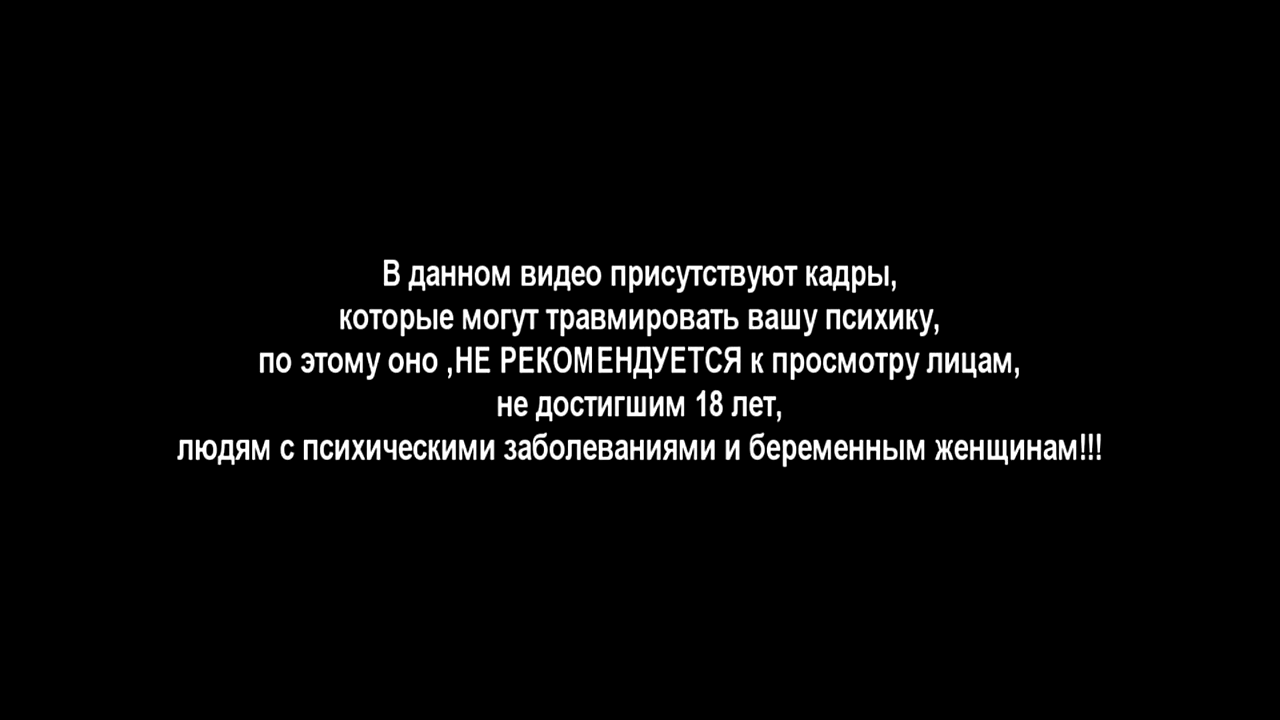 В данном видео присутствуют кадры,
которые могут травмировать вашу психику,
по этому оно ,НЕ РЕКОМЕНДУЕТСЯ к просмотру лицам,
не достигшим 18 лет,
людям с психическими заболеваниями и беременным женщинам!!!